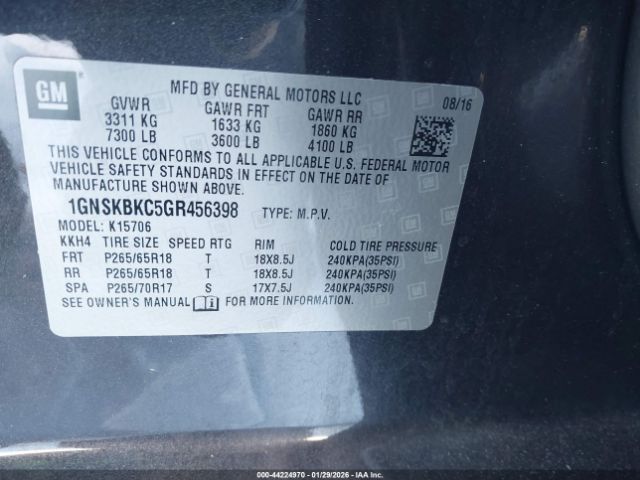 GM
MFD BY GENERAL MOTORS LLC 08/16
GVWR GAWR FRT GAWR RR
3311 KG 1633 KG 1860 KG
7300 LB 3600 LB 4100 LB
THIS VEHICLE CONFORMS TO ALL APPLICABLE U.S. FEDERAL MOTOR
VEHICLE SAFETY STANDARDS IN EFFECT ON THE DATE OF
MANUFACTURE SHOWN ABOVE.
1GNSKBKC5GR456398 TYPE: M.P.V.
MODEL: K15706
KKH4 TIRE SIZE SPEED RTG RIM COLD TIRE PRESSURE
FRT P265/65R18 T 18X8.5J 240KPA(35PSI)
RR P265/65R18 T 18X8.5J 240KPA(35PSI)
SPA P265/70R17 S 17X7.5J 240KPA(35PSI)
SEE OWNER'S MANUAL FOR MORE INFORMATION.
000-44224970 - 01/29/2026 - IAAI.COM